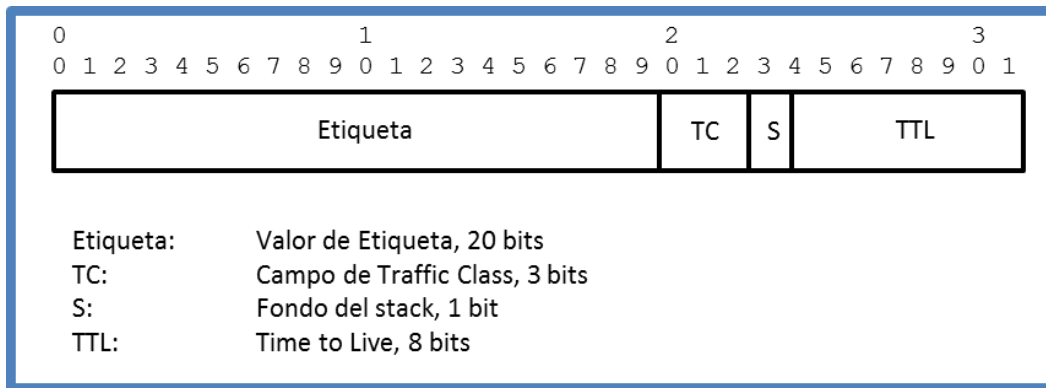 0 1 2 3
0 1 2 3 4 5 6 7 8 9 0 1 2 3 4 5 6 7 8 9 0 1 2 3 4 5 6 7 8 9 0 1
Etiqueta TC S TTL
Etiqueta: Valor de Etiqueta, 20 bits
TC: Campo de Traffic Class, 3 bits
S: Fondo del stack, 1 bit
TTL: Time to Live, 8 bits